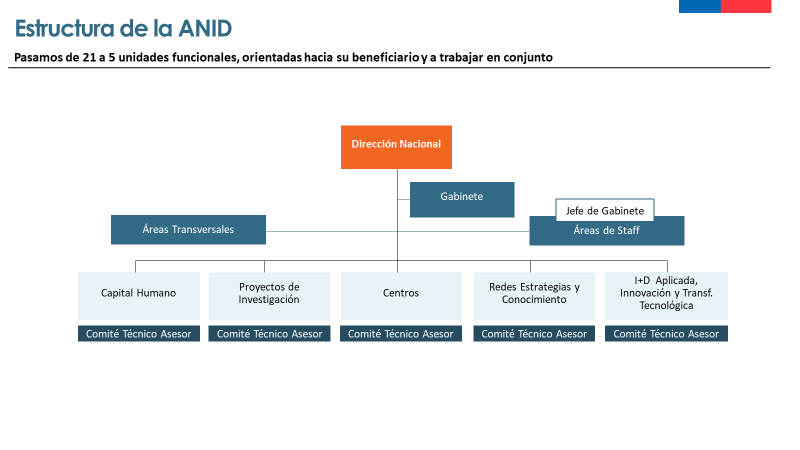 Estructura de la ANID
Pasamos de 21 a 5 unidades funcionales, orientadas hacia su beneficiario y a trabajar en conjunto
Dirección Nacional
Gabinete
Jefe de Gabinete
Áreas Transversales
Áreas de Staff
Capital Humano
Proyectos de
Investigación
Centros
Redes Estrategias y
Conocimiento
I+D Aplicada,
Innovación y Transf.
Tecnológica
Comité Técnico Asesor
Comité Técnico Asesor
Comité Técnico Asesor
Comité Técnico Asesor
Comité Técnico Asesor